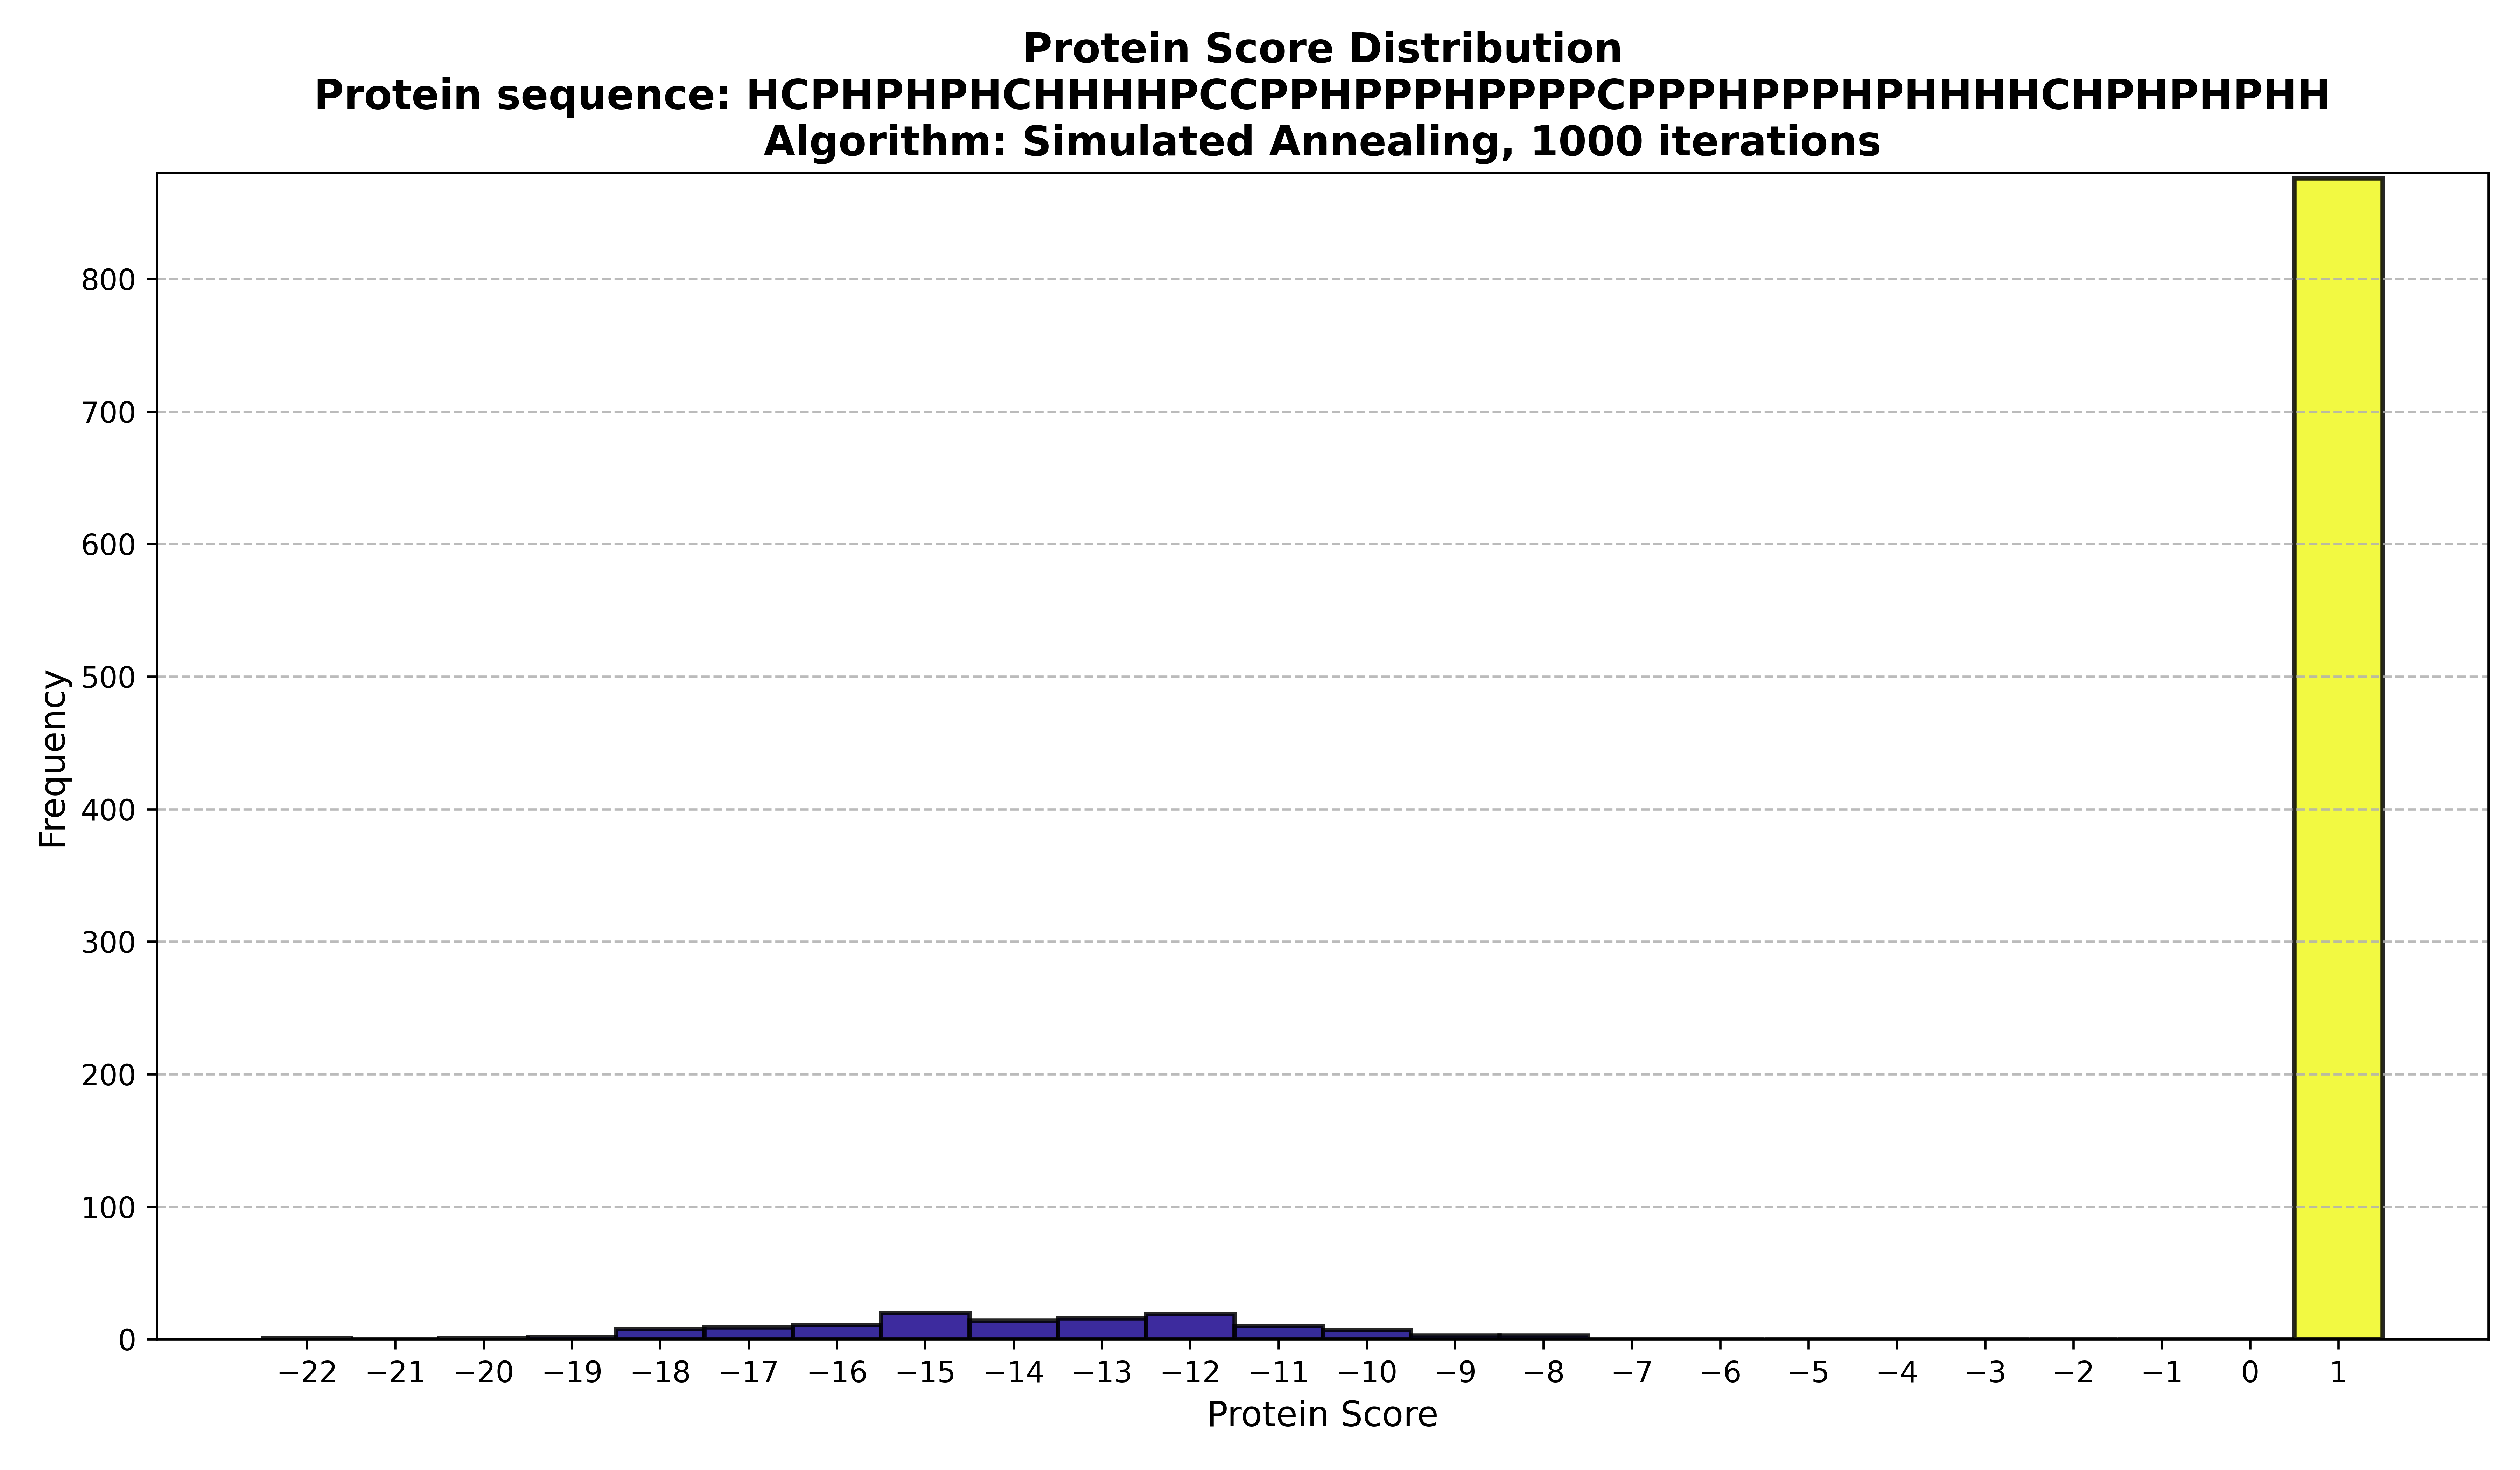 Protein Score Distribution
Protein sequence: HCPHPHPHCHHHHPCCPPHPPPHPPPPCPPPHPPPHPHHHHCHPHPHPHH
Algorithm: Simulated Annealing, 1000 iterations
800
700
600
500
400
300
200
100
0
Frequency
−22 −21 −20 −19 −18 −17 −16 −15 −14 −13 −12 −11 −10 −9 −8 −7 −6 −5 −4 −3 −2 −1 0 1
Protein Score